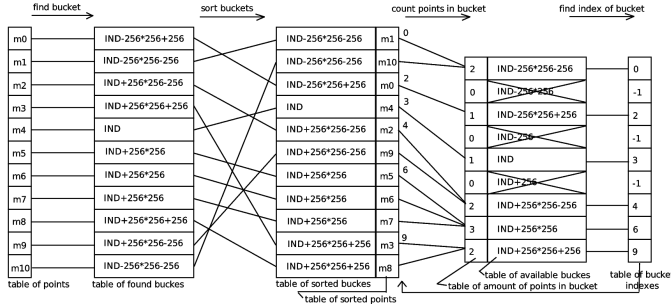 find bucket
sort buckets
count points in bucket
find index of bucket
m0 IND-256*256+256
m1 IND-256*256-256
m2 IND+256*256-256
m3 IND+256*256+256
m4 IND
m5 IND+256*256
m6 IND+256*256
m7 IND+256*256
m8 IND+256*256+256
m9 IND+256*256-256
m10 IND-256*256-256
table of points
table of found buckes
IND-256*256-256 m1 0
IND-256*256-256 m10
IND-256*256+256 m0 2
IND m4 3
IND+256*256-256 m2 4
IND+256*256-256 m9
IND+256*256 m5 6
IND+256*256 m6
IND+256*256 m7
IND+256*256+256 m3 9
IND+256*256+256 m8
table of sorted buckes
table of sorted points
2 IND-256*256-256 0
0 IND-256*256 -1
1 IND-256*256+256 2
0 IND-256 -1
1 IND 3
0 IND+256 -1
2 IND+256*256-256 4
3 IND+256*256 6
2 IND+256*256+256 9
table of available buckes
table of amount of points in bucket
table of bucket
indexes